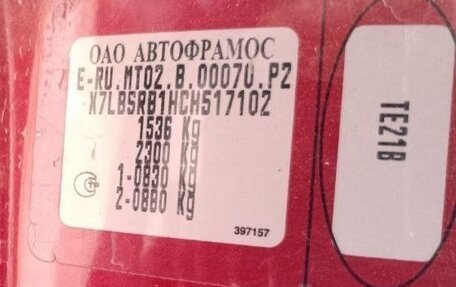 ОАО АВТОФРАМОС
E-RU.MT02.B.00070.P2
X7LBSRB1HCH517102
1536 Kg
2300 Kg
1-0830 Kg
2-0880 Kg
397157
TE21B